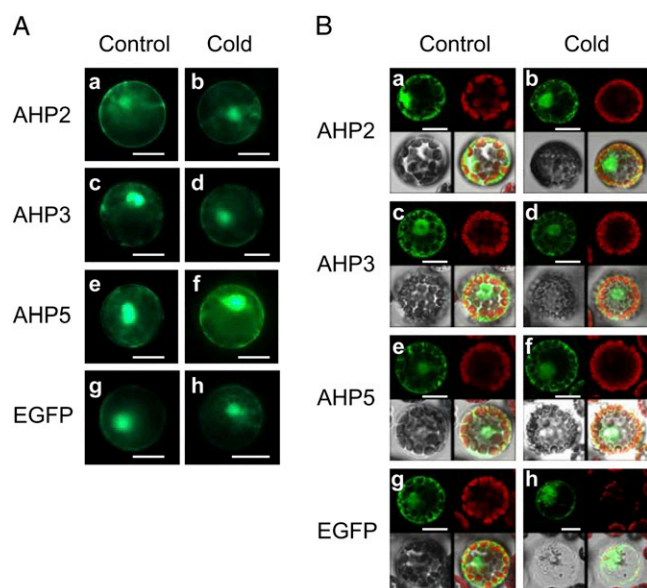 A
Control Cold
AHP2
a b
AHP3
c d
AHP5
e f
EGFP
g h
B
Control Cold
AHP2
a b
AHP3
c d
AHP5
e f
EGFP
g h